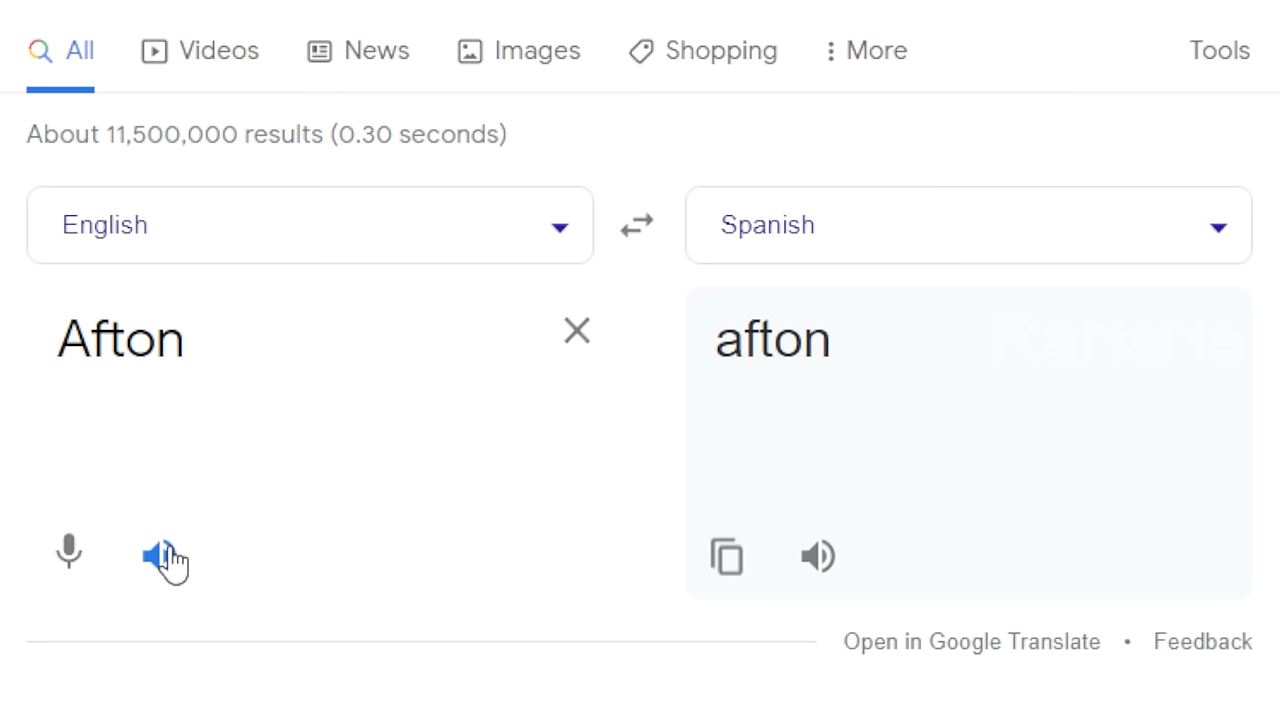 All Videos News Images Shopping More Tools
About 11,500,000 results (0.30 seconds)
English Spanish
Afton afton RaMeMe
Open in Google Translate • Feedback